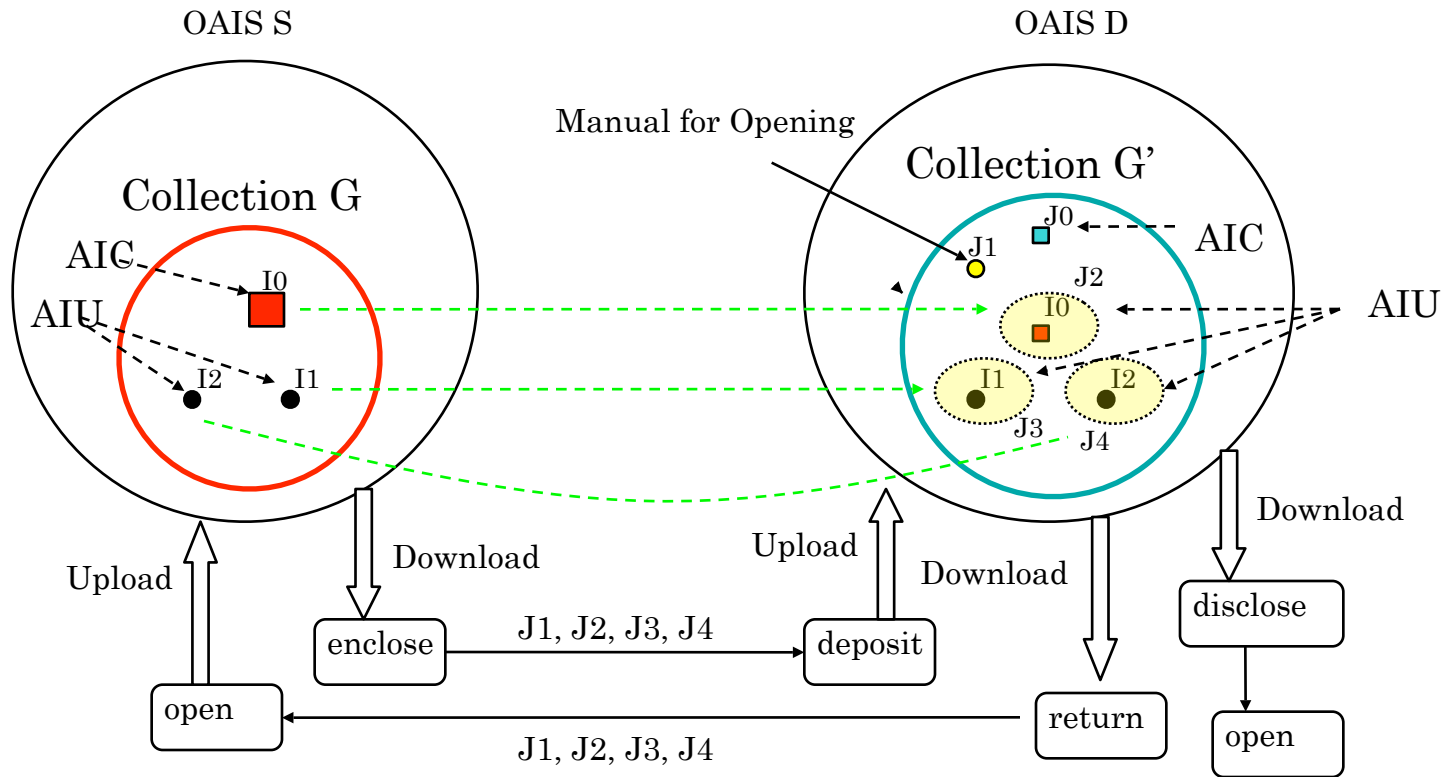 OAIS S
OAIS D
Manual for Opening
Collection G
Collection G’
AIC
I0
AIU
I2
I1
J0
AIC
J1
J2
I0
AIU
I1
I2
J3
J4
Upload
Download
Upload
Download
Download
enclose
J1, J2, J3, J4
deposit
disclose
open
J1, J2, J3, J4
return
open